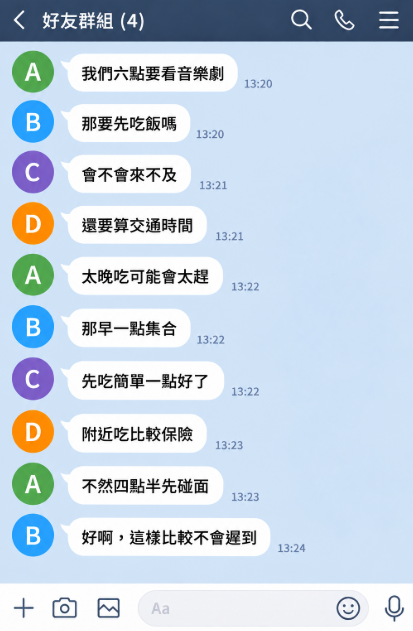 好友群組 (4)
A
我們六點要看音樂劇
13:20
B
那要先吃飯嗎
13:20
C
會不會來不及
13:21
D
還要算交通時間
13:21
A
太晚吃可能會太趕
13:22
B
那早一點集合
13:22
C
先吃簡單一點好了
13:22
D
附近吃比較保險
13:23
A
不然四點半先碰面
13:23
B
好啊，這樣比較不會遲到
13:24
Aa